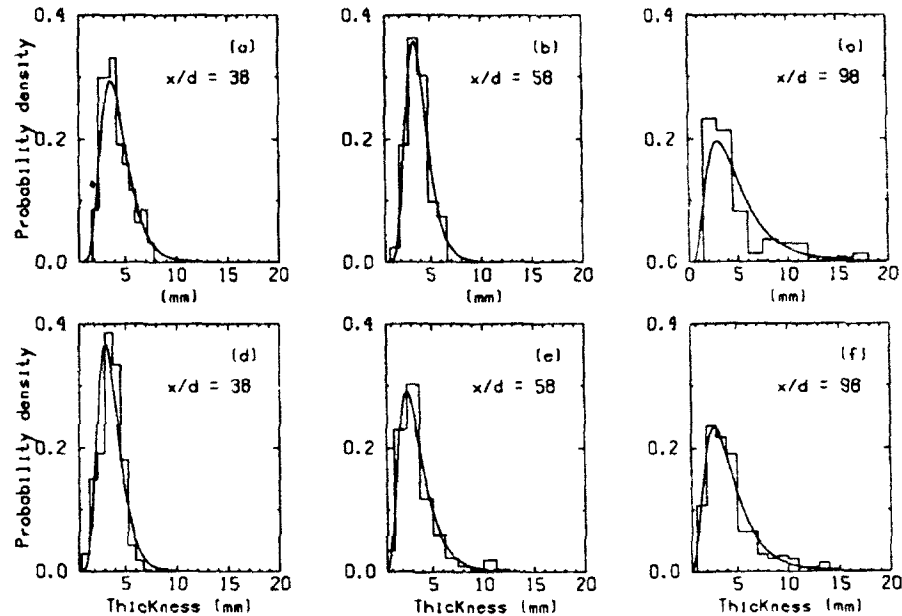 0.4
0.2
0.0
Probability density
(a)
x/d = 38
5 10 15 20
(mm)
0.4
0.2
0.0
(b)
x/d = 58
5 10 15 20
(mm)
0.4
0.2
0.0
(c)
x/d = 98
0 5 10 15 20
(mm)
0.4
0.2
0.0
Probability density
(d)
x/d = 38
5 10 15 20
Thickness (mm)
0.4
0.2
0.0
(e)
x/d = 58
5 10 15 20
Thickness (mm)
0.4
0.2
0.0
(f)
x/d = 98
5 10 15 20
Thickness (mm)